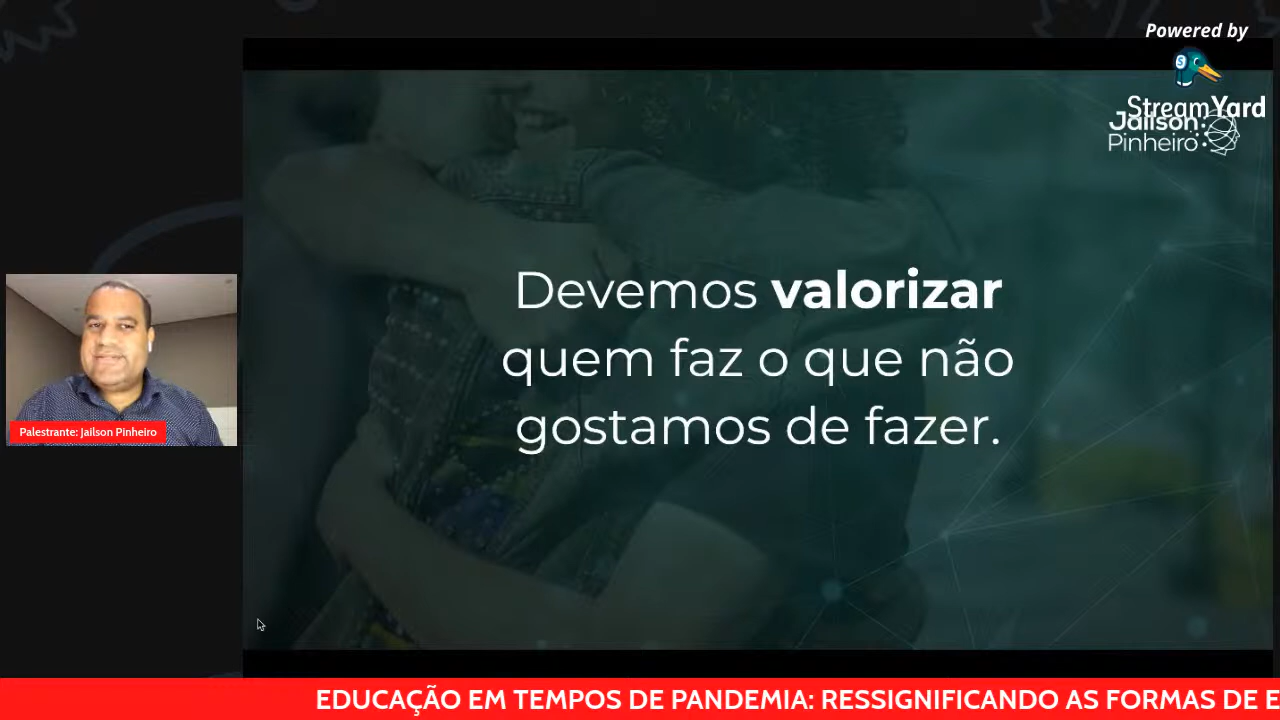 Powered by
StreamYard
Jailson
Pinheiro
Devemos valorizar
quem faz o que não
gostamos de fazer.
Palestrante: Jailson Pinheiro
EDUCAÇÃO EM TEMPOS DE PANDEMIA: RESSIGNIFICANDO AS FORMAS DE E